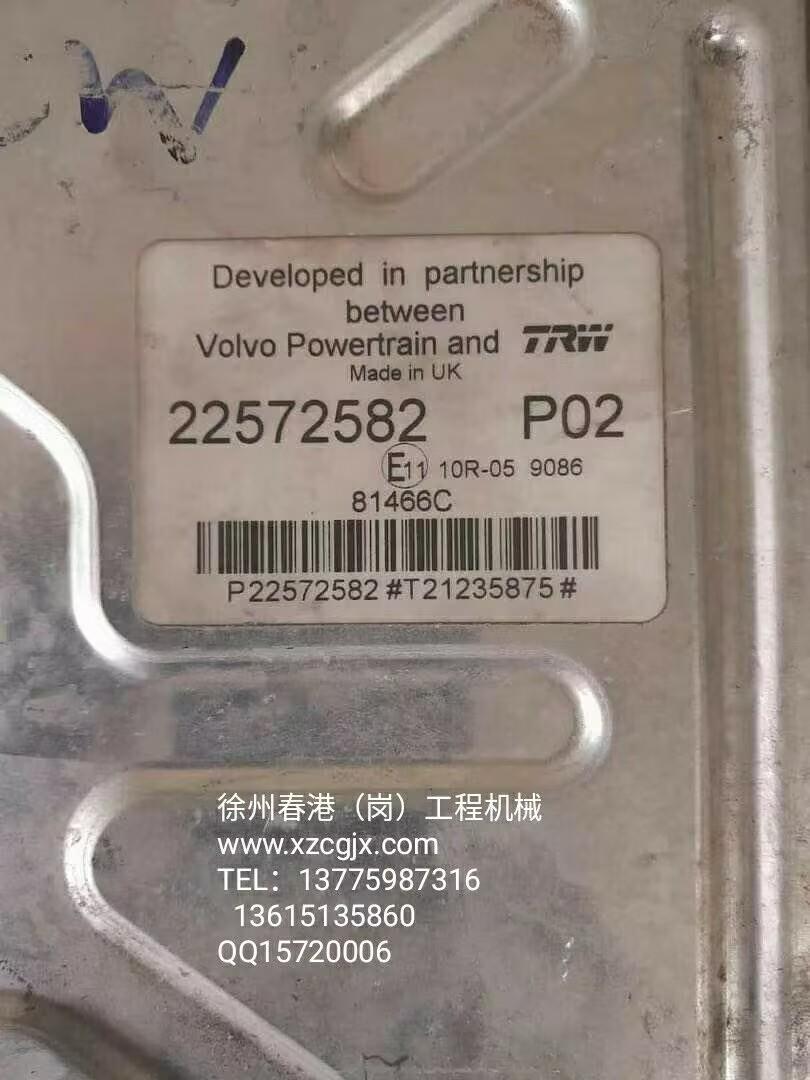 W
Developed in partnership
between
Volvo Powertrain and TRW
Made in UK
22572582 P02
E11 10R-05 9086
81466C
P22572582#T21235875#
徐州春港（岗）工程机械
www.xzcgjx.com
TEL：13775987316
13615135860
QQ15720006